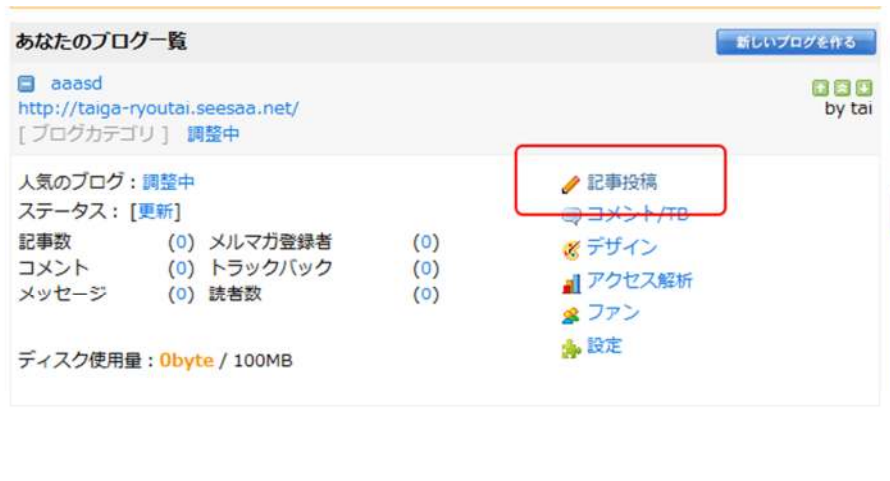 あなたのブログ一覧 新しいブログを作る
aaasd
http://taiga-ryoutai.seesaa.net/
by tai
[ ブログカテゴリ ] 調整中
人気のブログ : 調整中
ステータス : [更新]
記事数 (0) メルマガ登録者 (0)
コメント (0) トラックバック (0)
メッセージ (0) 読者数 (0)
ディスク使用量 : 0byte / 100MB
記事投稿
コメント/TB
デザイン
アクセス解析
ファン
設定